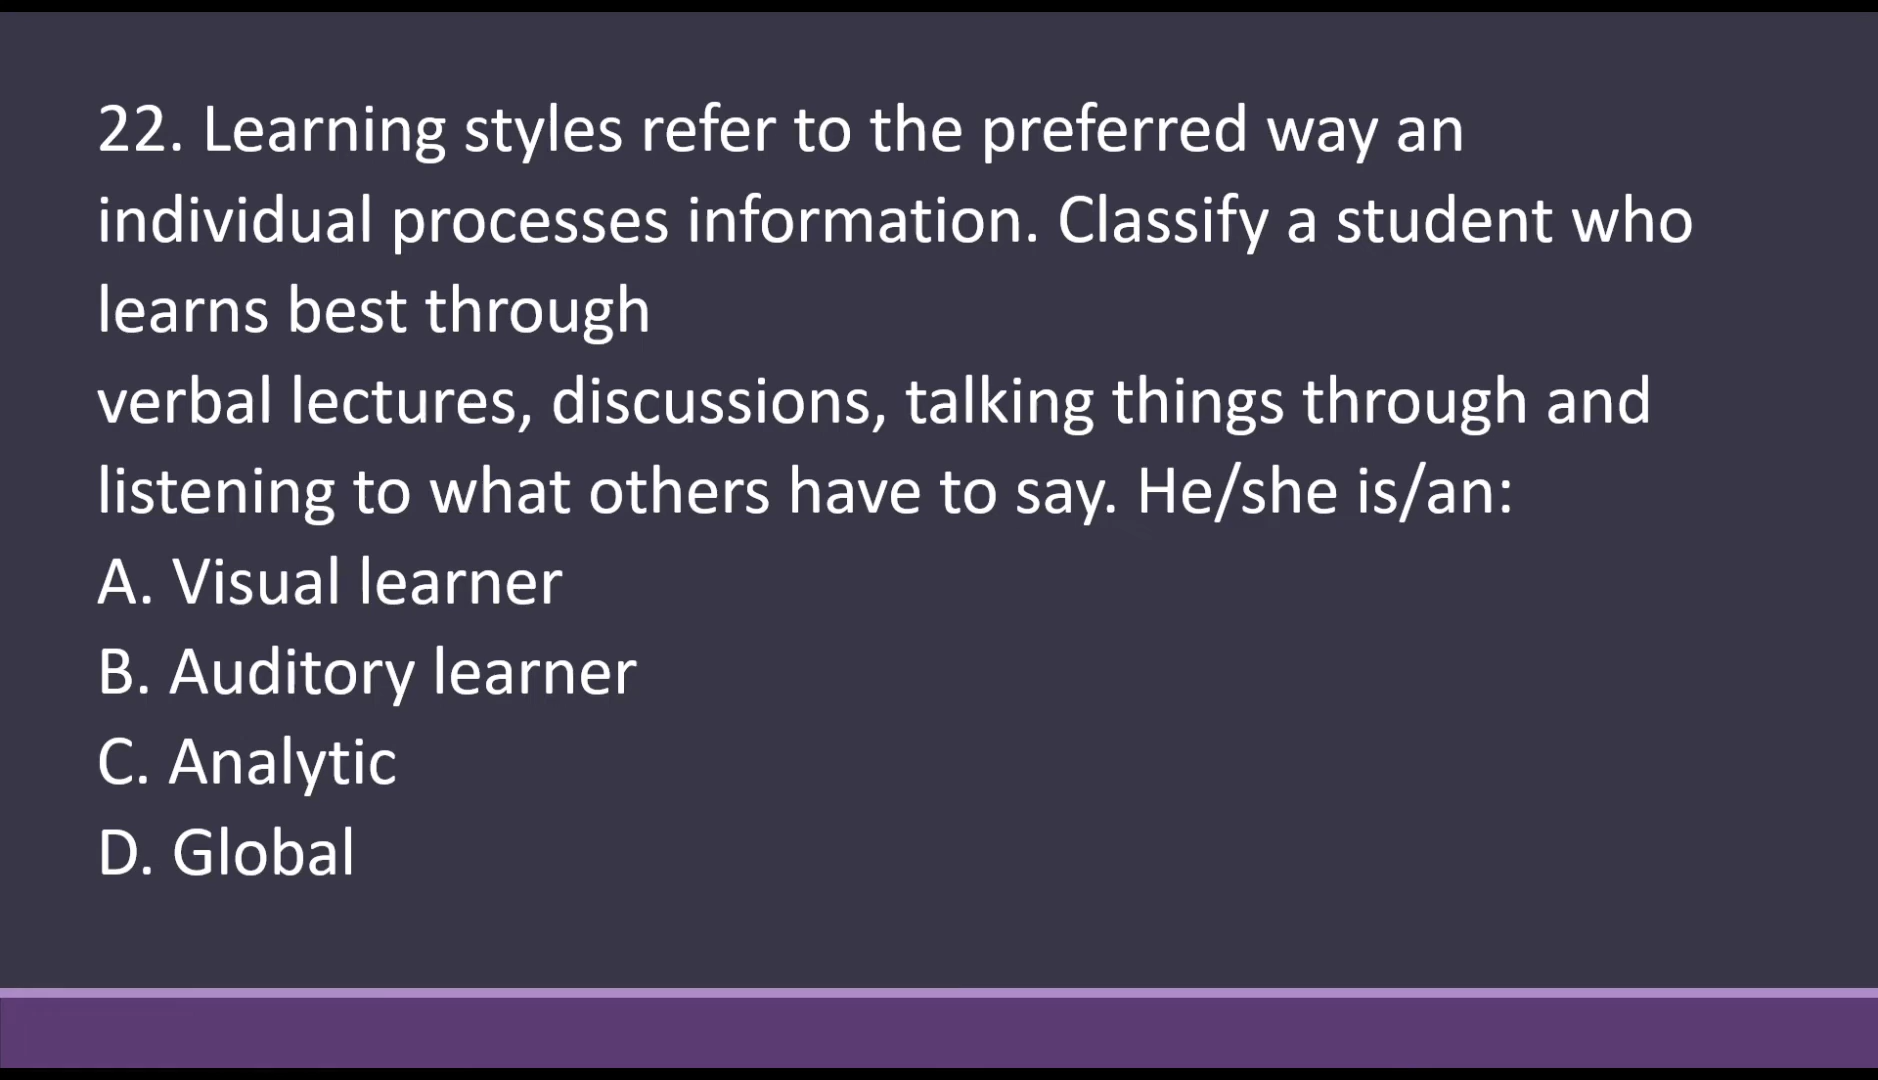 22. Learning styles refer to the preferred way an
individual processes information. Classify a student who
learns best through
verbal lectures, discussions, talking things through and
listening to what others have to say. He/she is/an:
A. Visual learner
B. Auditory learner
C. Analytic
D. Global